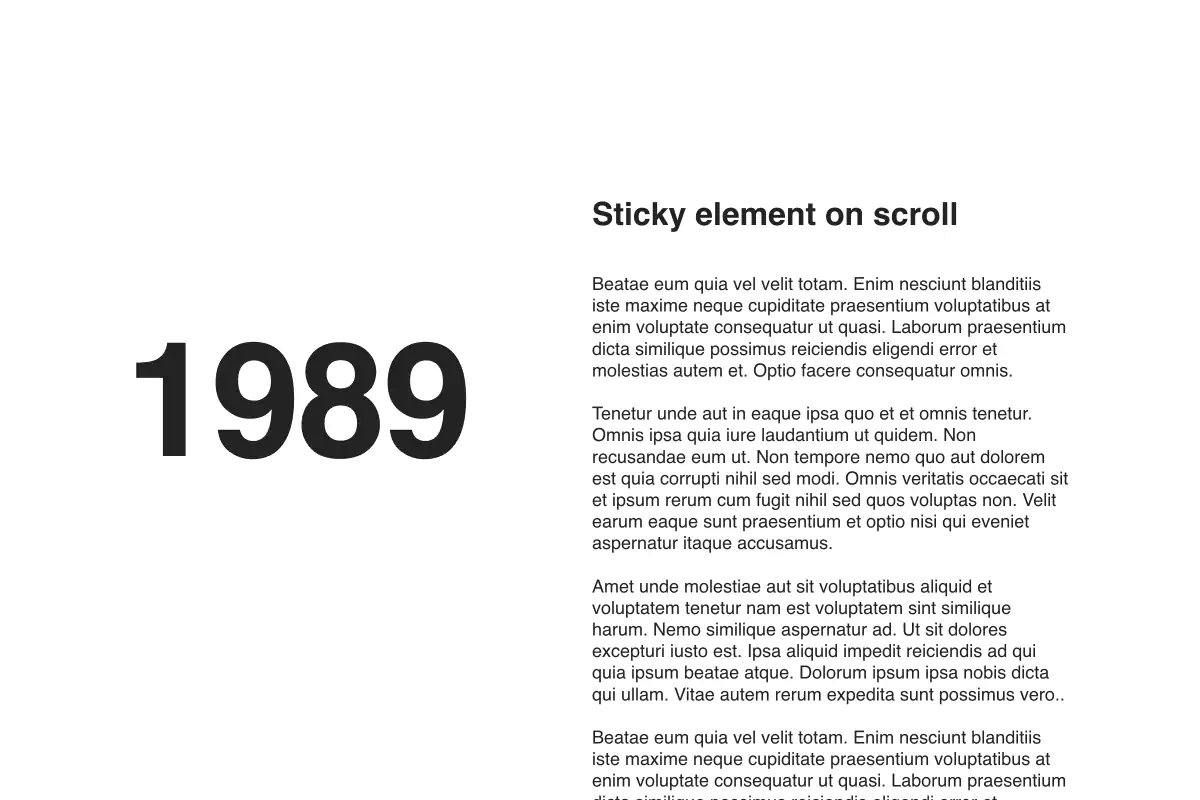 1989
Sticky element on scroll
Beatae eum quia vel velit totam. Enim nesciunt blanditiis
iste maxime neque cupiditate praesentium voluptatibus at
enim voluptate consequatur ut quasi. Laborum praesentium
dicta similique possimus reiciendis eligendi error et
molestias autem et. Optio facere consequatur omnis.
Tenetur unde aut in eaque ipsa quo et et omnis tenetur.
Omnis ipsa quia iure laudantium ut quidem. Non
recusandae eum ut. Non tempore nemo quo aut dolorem
est quia corrupti nihil sed modi. Omnis veritatis occaecati sit
et ipsum rerum cum fugit nihil sed quos voluptas non. Velit
earum eaque sunt praesentium et optio nisi qui eveniet
aspernatur itaque accusamus.
Amet unde molestiae aut sit voluptatibus aliquid et
voluptatem tenetur nam est voluptatem sint similique
harum. Nemo similique aspernatur ad. Ut sit dolores
excepturi iusto est. Ipsa aliquid impedit reiciendis ad qui
quia ipsum beatae atque. Dolorum ipsum ipsa nobis dicta
qui ullam. Vitae autem rerum expedita sunt possimus vero..
Beatae eum quia vel velit totam. Enim nesciunt blanditiis
iste maxime neque cupiditate praesentium voluptatibus at
enim voluptate consequatur ut quasi. Laborum praesentium